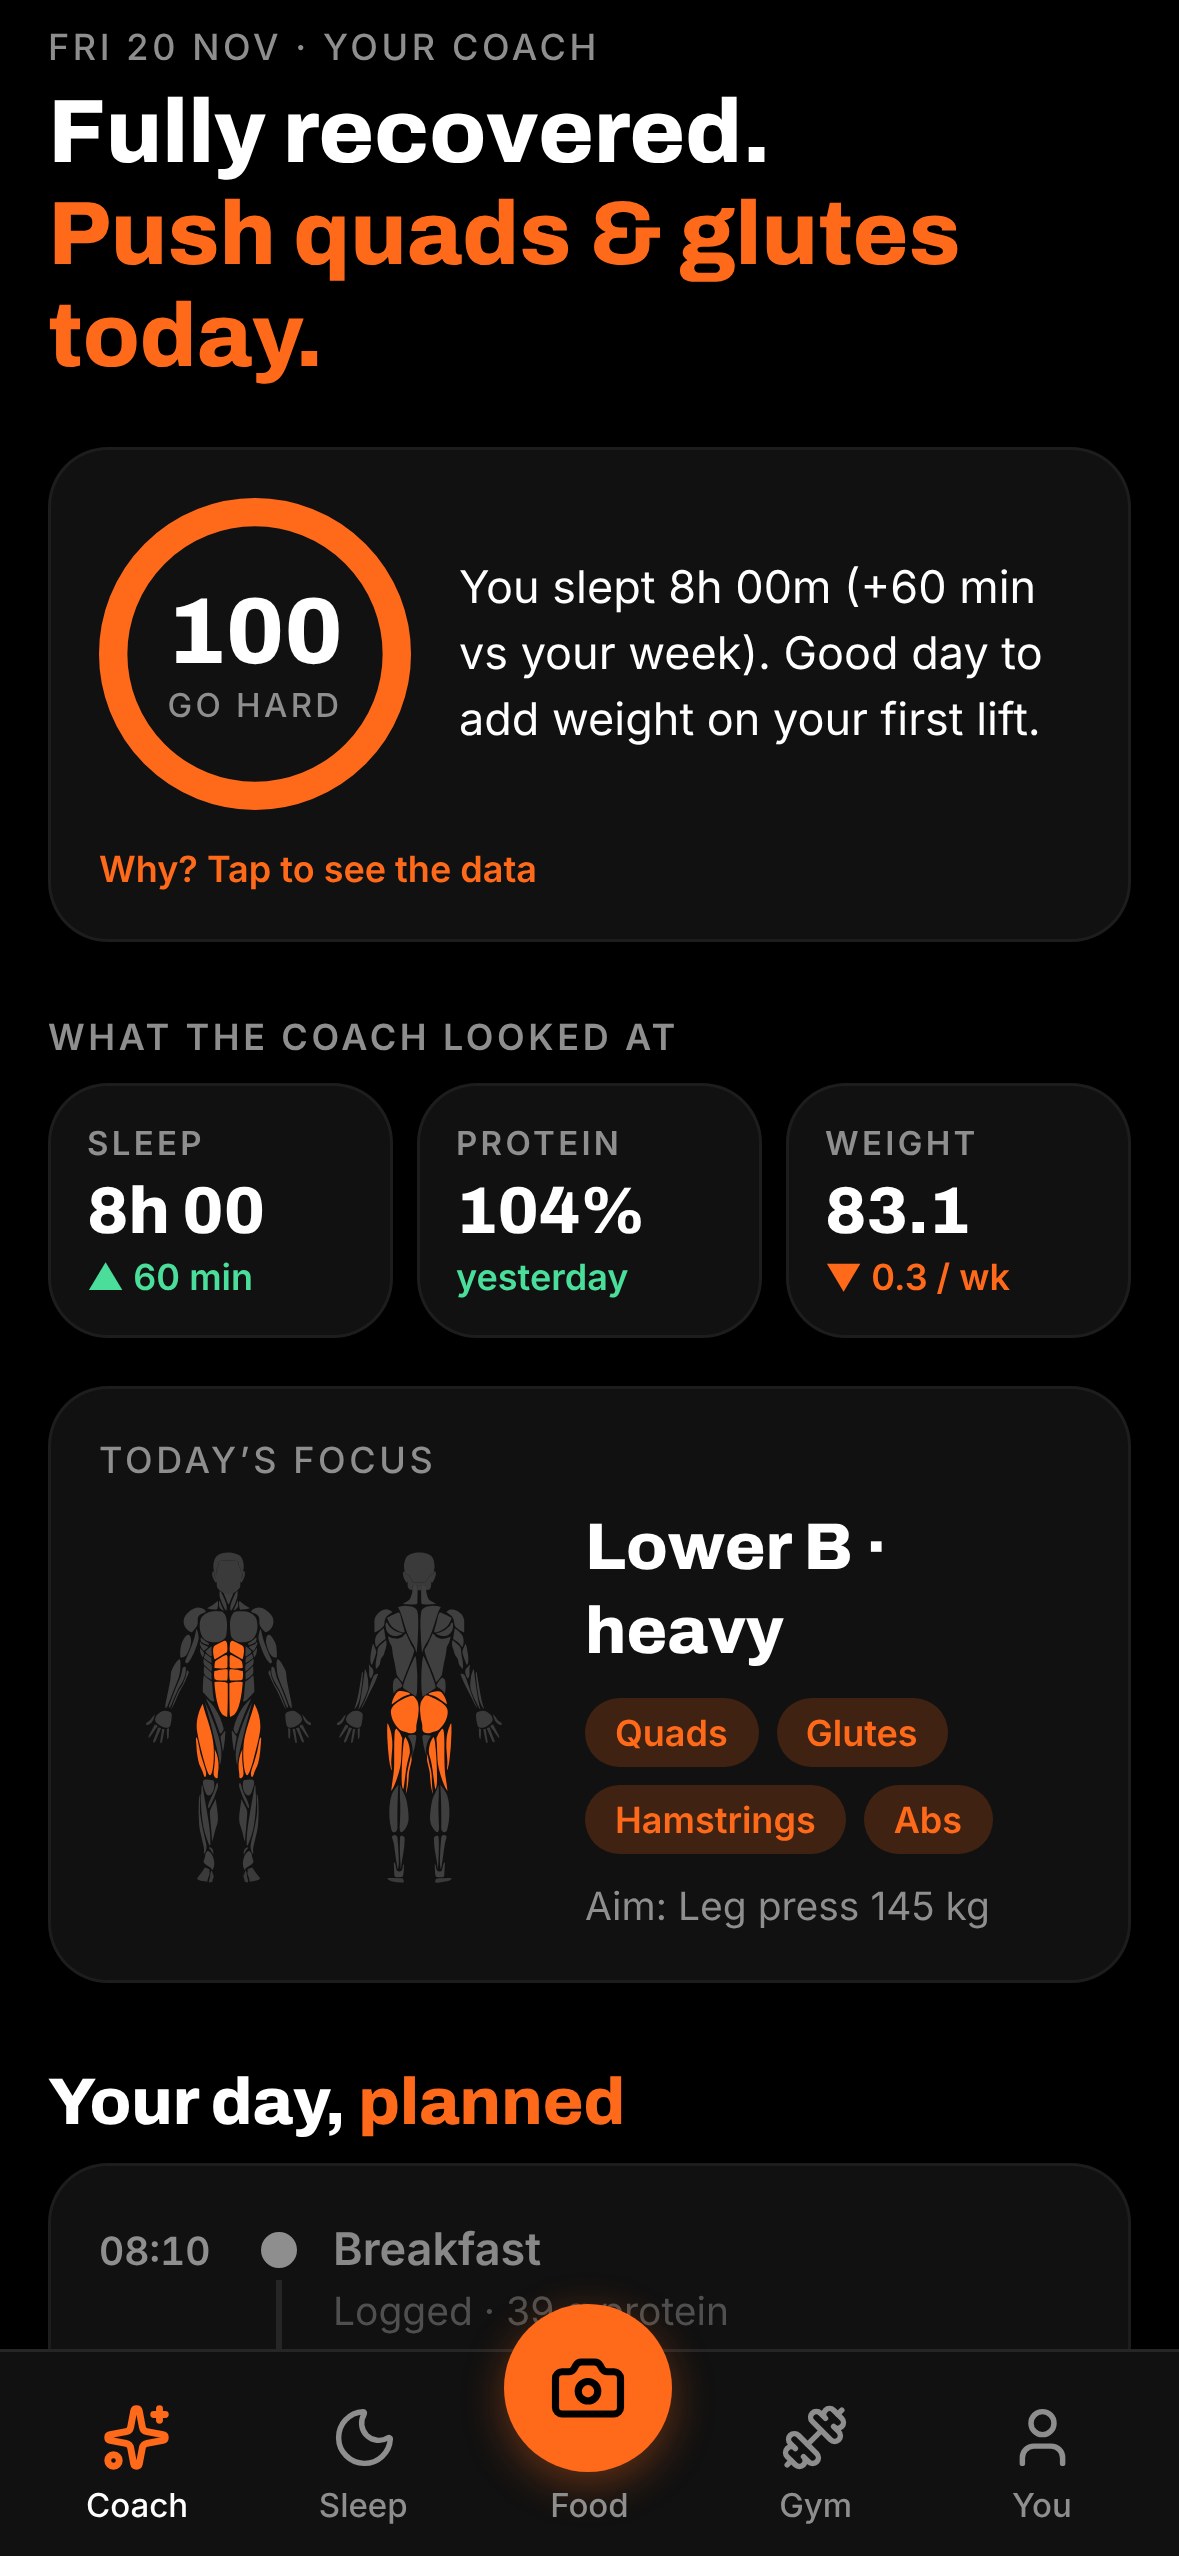 FRI 20 NOV · YOUR COACH
Fully recovered.
Push quads & glutes
today.
100
GO HARD
You slept 8h 00m (+60 min
vs your week). Good day to
add weight on your first lift.
Why? Tap to see the data
WHAT THE COACH LOOKED AT
SLEEP
8h 00
▲ 60 min
PROTEIN
104%
yesterday
WEIGHT
83.1
▼ 0.3 / wk
TODAY’S FOCUS
Lower B ·
heavy
Quads
Glutes
Hamstrings
Abs
Aim: Leg press 145 kg
Your day, planned
08:10
Breakfast
Logged · 39 protein
Coach
Sleep
Food
Gym
You